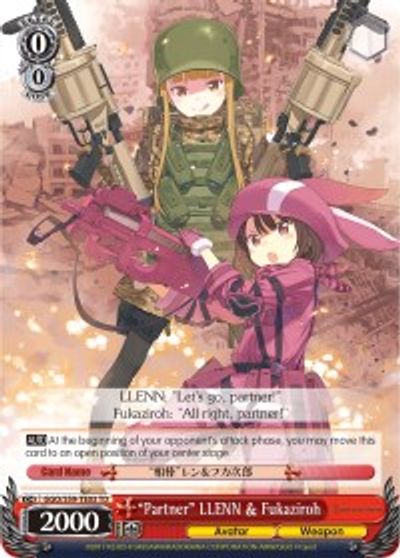 LEVEL
0
0
LLENN: "Let's go, partner!"
Fukaziroh: "All right, partner!"
AUTO At the beginning of your opponent's attack phase, you may move this
card to an open position of your center stage.
Card Name "相棒"レン&フカ次郎
2000
"Partner" LLENN & Fukaziroh
Avatar Weapon